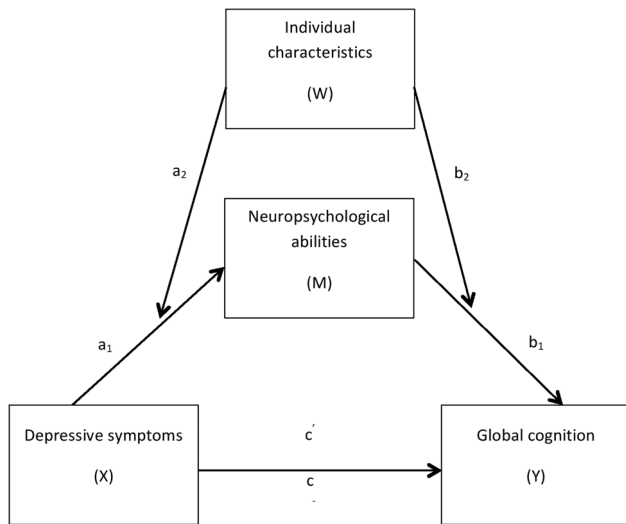 Individual
characteristics
(W)
a₂
b₂
Neuropsychological
abilities
(M)
a₁
b₁
Depressive symptoms
(X)
c′
c
Global cognition
(Y)